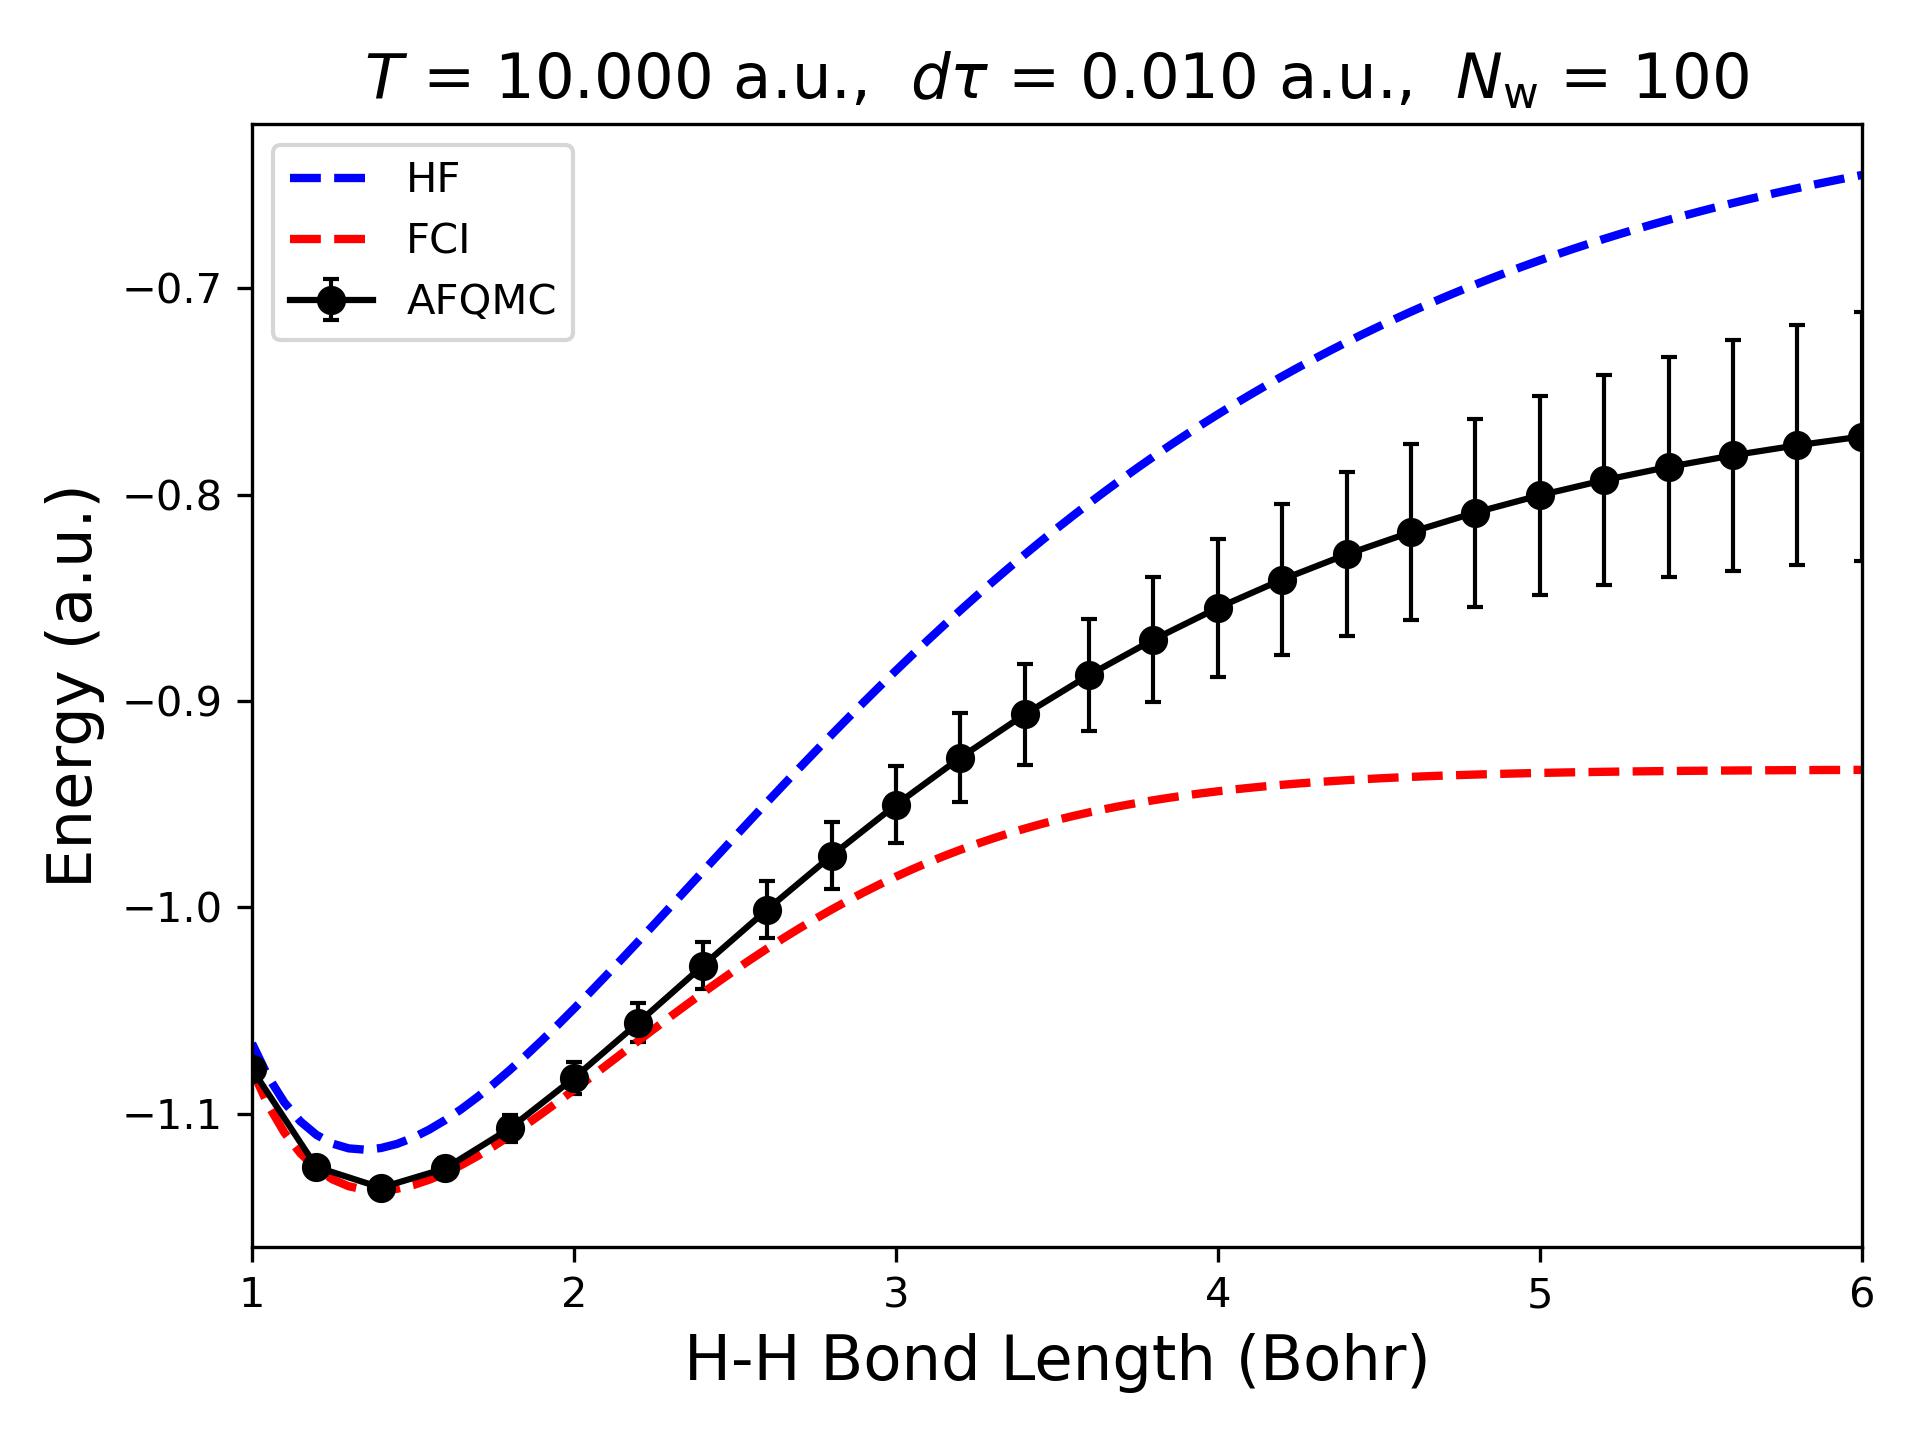 T = 10.000 a.u., dτ = 0.010 a.u., N_w = 100
HF
FCI
AFQMC
Energy (a.u.)
−0.7
−0.8
−0.9
−1.0
−1.1
1 2 3 4 5 6
H-H Bond Length (Bohr)